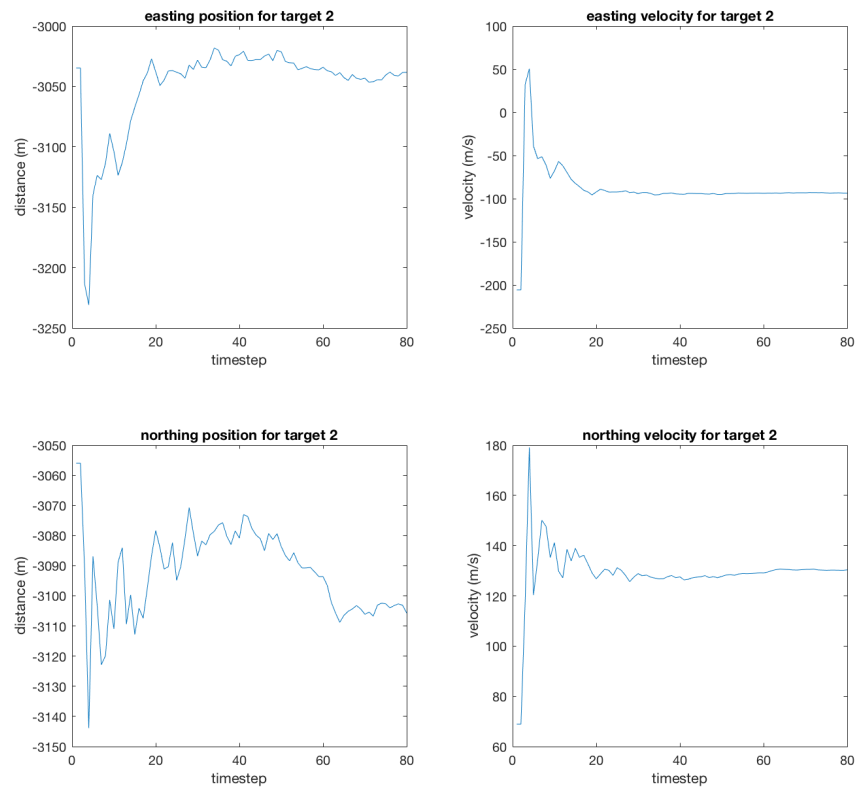 easting position for target 2
-3000
-3050
-3100
-3150
-3200
-3250
distance (m)
0 20 40 60 80
timestep
easting velocity for target 2
100
50
0
-50
-100
-150
-200
-250
velocity (m/s)
0 20 40 60 80
timestep
northing position for target 2
-3050
-3060
-3070
-3080
-3090
-3100
-3110
-3120
-3130
-3140
-3150
distance (m)
0 20 40 60 80
timestep
northing velocity for target 2
180
160
140
120
100
80
60
velocity (m/s)
0 20 40 60 80
timestep